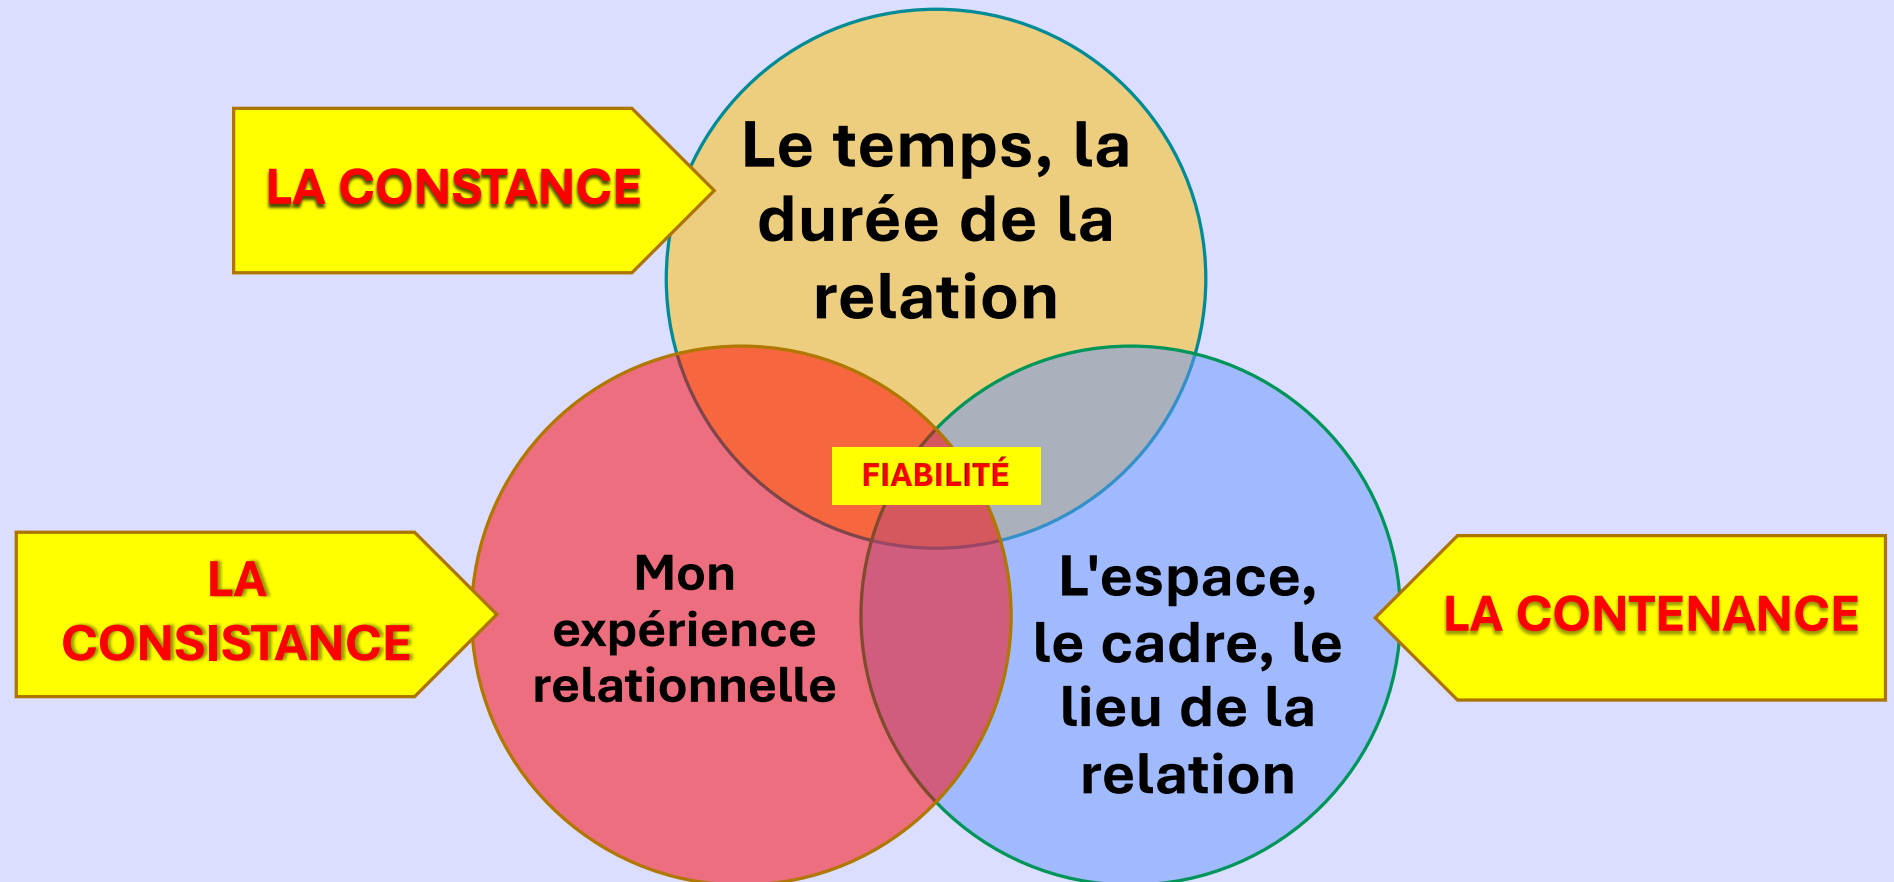 LA CONSTANCE
Le temps, la
durée de la
relation
FIABILITÉ
LA
CONSISTANCE
Mon
expérience
relationnelle
L'espace,
le cadre, le
lieu de la
relation
LA CONTENANCE